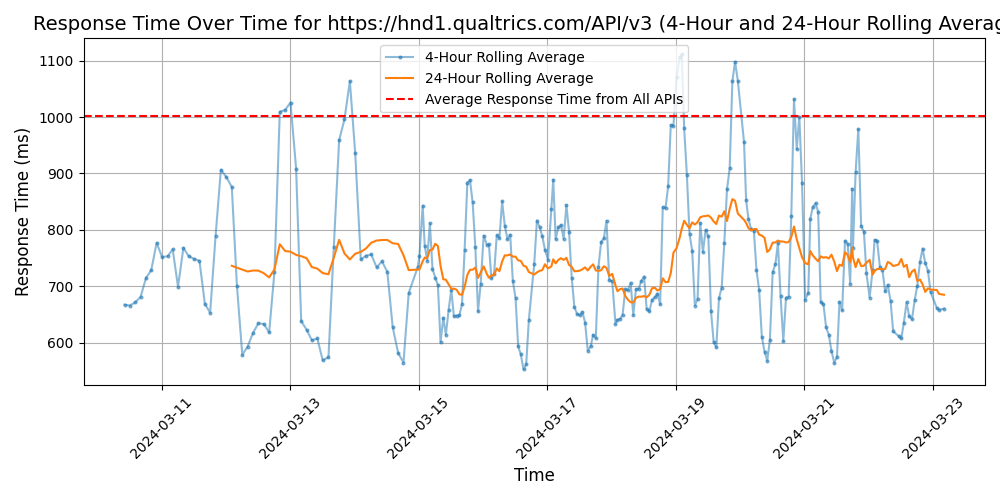 Response Time Over Time for https://hnd1.qualtrics.com/API/v3 (4-Hour and 24-Hour Rolling Averag
4-Hour Rolling Average
24-Hour Rolling Average
Average Response Time from All APIs
Response Time (ms)
1100
1000
900
800
700
600
2024-03-11
2024-03-13
2024-03-15
2024-03-17
2024-03-19
2024-03-21
2024-03-23
Time